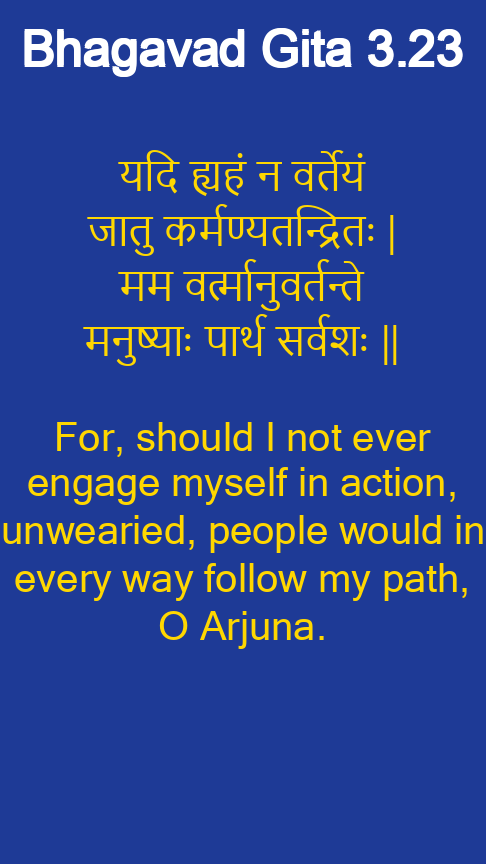 Bhagavad Gita 3.23
यदि ह्यहं न वर्तेयं
जातु कर्मण्यतन्द्रितः |
मम वर्त्मानुवर्तन्ते
मनुष्याः पार्थ सर्वशः ||
For, should I not ever
engage myself in action,
unwearied, people would in
every way follow my path,
O Arjuna.